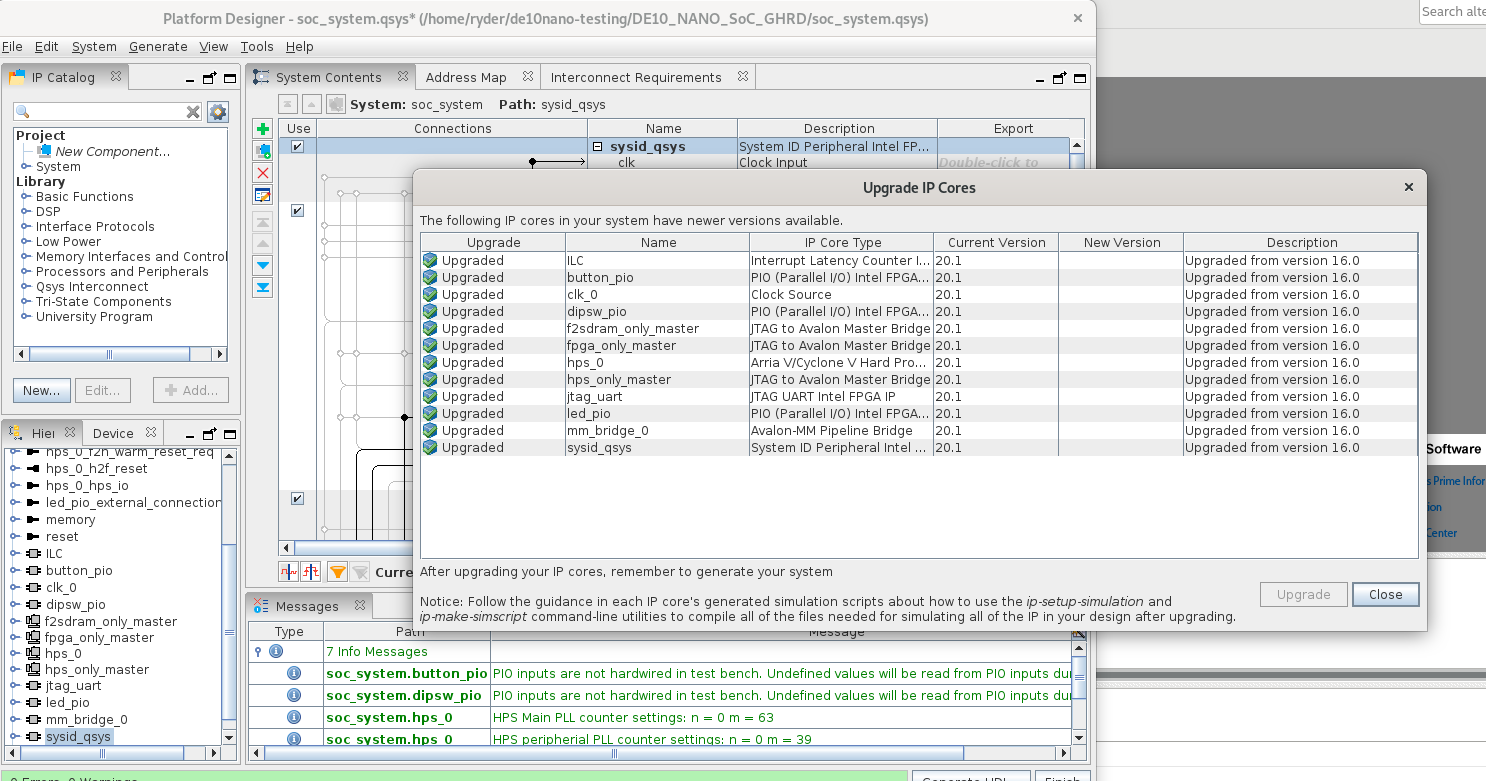 Platform Designer - soc_system.qsys* (/home/ryder/de10nano-testing/DE10_NANO_SoC_GHRD/soc_system.qsys)
Search alte
File Edit System Generate View Tools Help
IP Catalog
System Contents Address Map Interconnect Requirements
System: soc_system Path: sysid_qsys
Use Connections Name Description Export
sysid_qsys System ID Peripheral Intel FP...
clk Clock Input Double-click to
Project
New Component...
System
Library
Basic Functions
DSP
Interface Protocols
Low Power
Memory Interfaces and Control
Processors and Peripherals
Qsys Interconnect
Tri-State Components
University Program
New... Edit... Add...
Hier Device
hps_0_f2h_warm_reset_req
hps_0_h2f_reset
hps_0_hps_io
led_pio_external_connection
memory
reset
ILC
button_pio
clk_0
dipsw_pio
f2sdram_only_master
fpga_only_master
hps_0
hps_only_master
jtag_uart
led_pio
mm_bridge_0
sysid_qsys
Upgrade IP Cores
The following IP cores in your system have newer versions available.
Upgrade Name IP Core Type Current Version New Version Description
Upgraded ILC Interrupt Latency Counter I... 20.1 Upgraded from version 16.0
Upgraded button_pio PIO (Parallel I/O) Intel FPGA... 20.1 Upgraded from version 16.0
Upgraded clk_0 Clock Source 20.1 Upgraded from version 16.0
Upgraded dipsw_pio PIO (Parallel I/O) Intel FPGA... 20.1 Upgraded from version 16.0
Upgraded f2sdram_only_master JTAG to Avalon Master Bridge 20.1 Upgraded from version 16.0
Upgraded fpga_only_master JTAG to Avalon Master Bridge 20.1 Upgraded from version 16.0
Upgraded hps_0 Arria V/Cyclone V Hard Pro... 20.1 Upgraded from version 16.0
Upgraded hps_only_master JTAG to Avalon Master Bridge 20.1 Upgraded from version 16.0
Upgraded jtag_uart JTAG UART Intel FPGA IP 20.1 Upgraded from version 16.0
Upgraded led_pio PIO (Parallel I/O) Intel FPGA... 20.1 Upgraded from version 16.0
Upgraded mm_bridge_0 Avalon-MM Pipeline Bridge 20.1 Upgraded from version 16.0
Upgraded sysid_qsys System ID Peripheral Intel ... 20.1 Upgraded from version 16.0
After upgrading your IP cores, remember to generate your system
Notice: Follow the guidance in each IP core's generated simulation scripts about how to use the ip-setup-simulation and
ip-make-simscript command-line utilities to compile all of the files needed for simulating all of the IP in your design after upgrading.
Upgrade Close
Software
s Prime Infor
ion
Center
Curre
Messages
Type Path Message
7 Info Messages
soc_system.button_pio PIO inputs are not hardwired in test bench. Undefined values will be read from PIO inputs dur
soc_system.dipsw_pio PIO inputs are not hardwired in test bench. Undefined values will be read from PIO inputs dur
soc_system.hps_0 HPS Main PLL counter settings: n = 0 m = 63
soc_system.hps_0 HPS peripherial PLL counter settings: n = 0 m = 39
0 Errors, 0 Warnings
Generate HDL... Finish